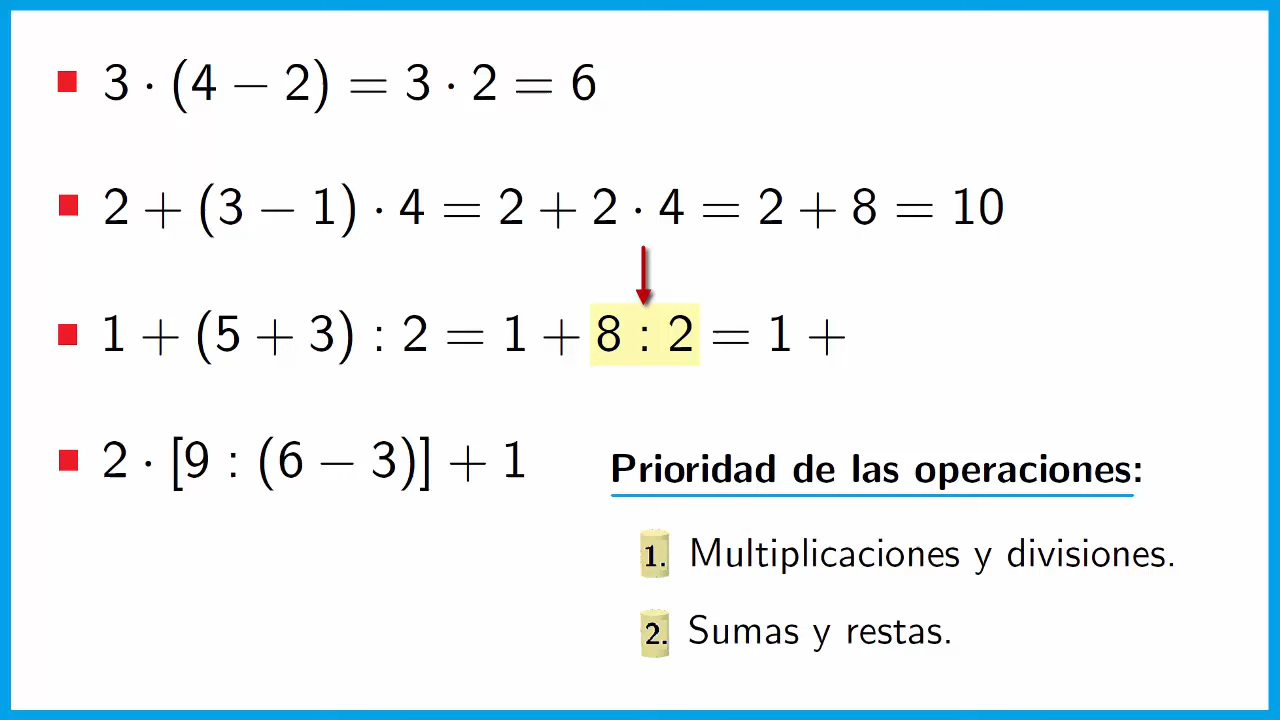 3 · (4 − 2) = 3 · 2 = 6
2 + (3 − 1) · 4 = 2 + 2 · 4 = 2 + 8 = 10
1 + (5 + 3) : 2 = 1 + 8 : 2 = 1 +
2 · [9 : (6 − 3)] + 1
Prioridad de las operaciones:
1. Multiplicaciones y divisiones.
2. Sumas y restas.